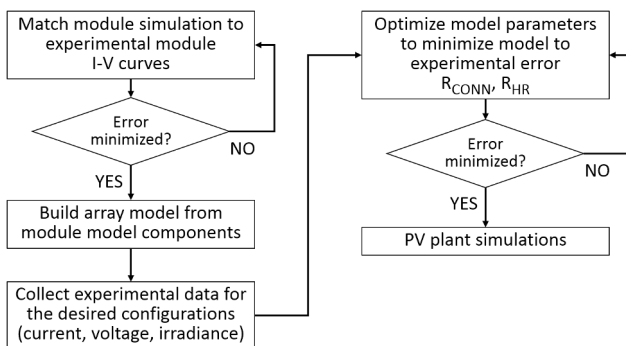 Match module simulation to
experimental module
I-V curves
Error
minimized?
NO
YES
Build array model from
module model components
Collect experimental data for
the desired configurations
(current, voltage, irradiance)
Optimize model parameters
to minimize model to
experimental error
R_CONN, R_HR
Error
minimized?
NO
YES
PV plant simulations